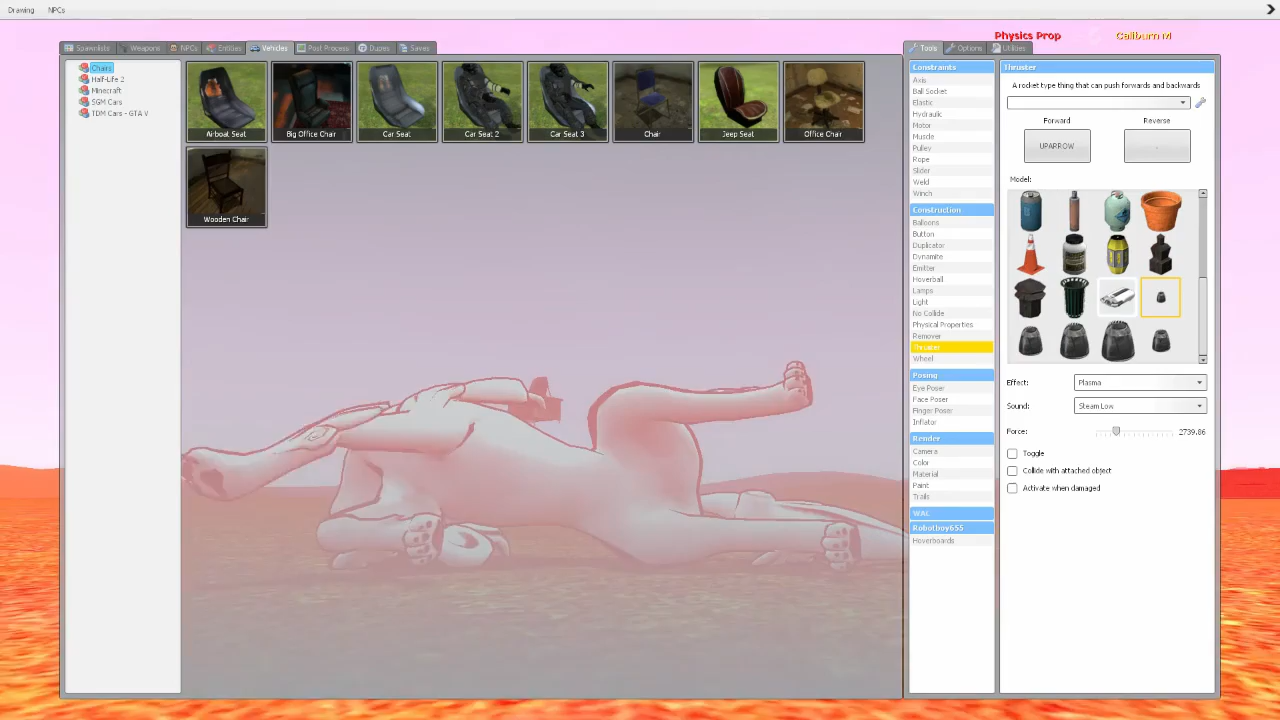 Drawing NPCs
Physics Prop
Spawnlists Weapons NPCs Entities Vehicles Post Process Dupes Saves
Tools Options Utilities
Chairs
Half-Life 2
Minecraft
SGM Cars
TDM Cars - GTA V
Airboat Seat Big Office Chair Car Seat Car Seat 2 Car Seat 3 Chair Jeep Seat Office Chair
Wooden Chair
Constraints
Axis
Ball Socket
Elastic
Hydraulic
Motor
Muscle
Pulley
Rope
Slider
Weld
Winch
Construction
Balloons
Button
Duplicator
Dynamite
Emitter
Hoverball
Lamps
Light
No Collide
Physical Properties
Remover
Thruster
Wheel
Posing
Eye Poser
Face Poser
Finger Poser
Inflator
Render
Camera
Color
Material
Paint
Trails
WAC
Robotboy655
Hoverboards
Thruster
A rocket type thing that can push forwards and backwards
Forward Reverse
UPARROW
Model:
Effect: Plasma
Sound: Steam Low
Force: 2739.86
Toggle
Collide with attached object
Activate when damaged